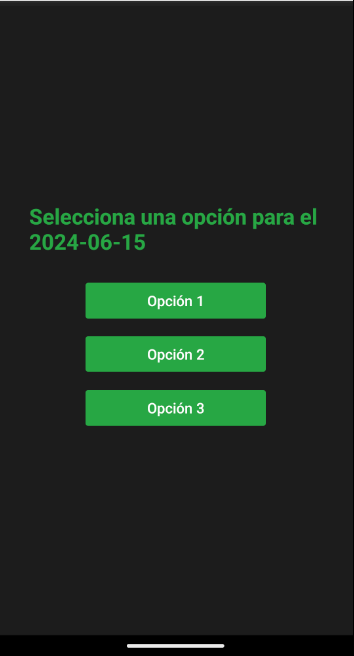 Selecciona una opción para el
2024-06-15
Opción 1
Opción 2
Opción 3